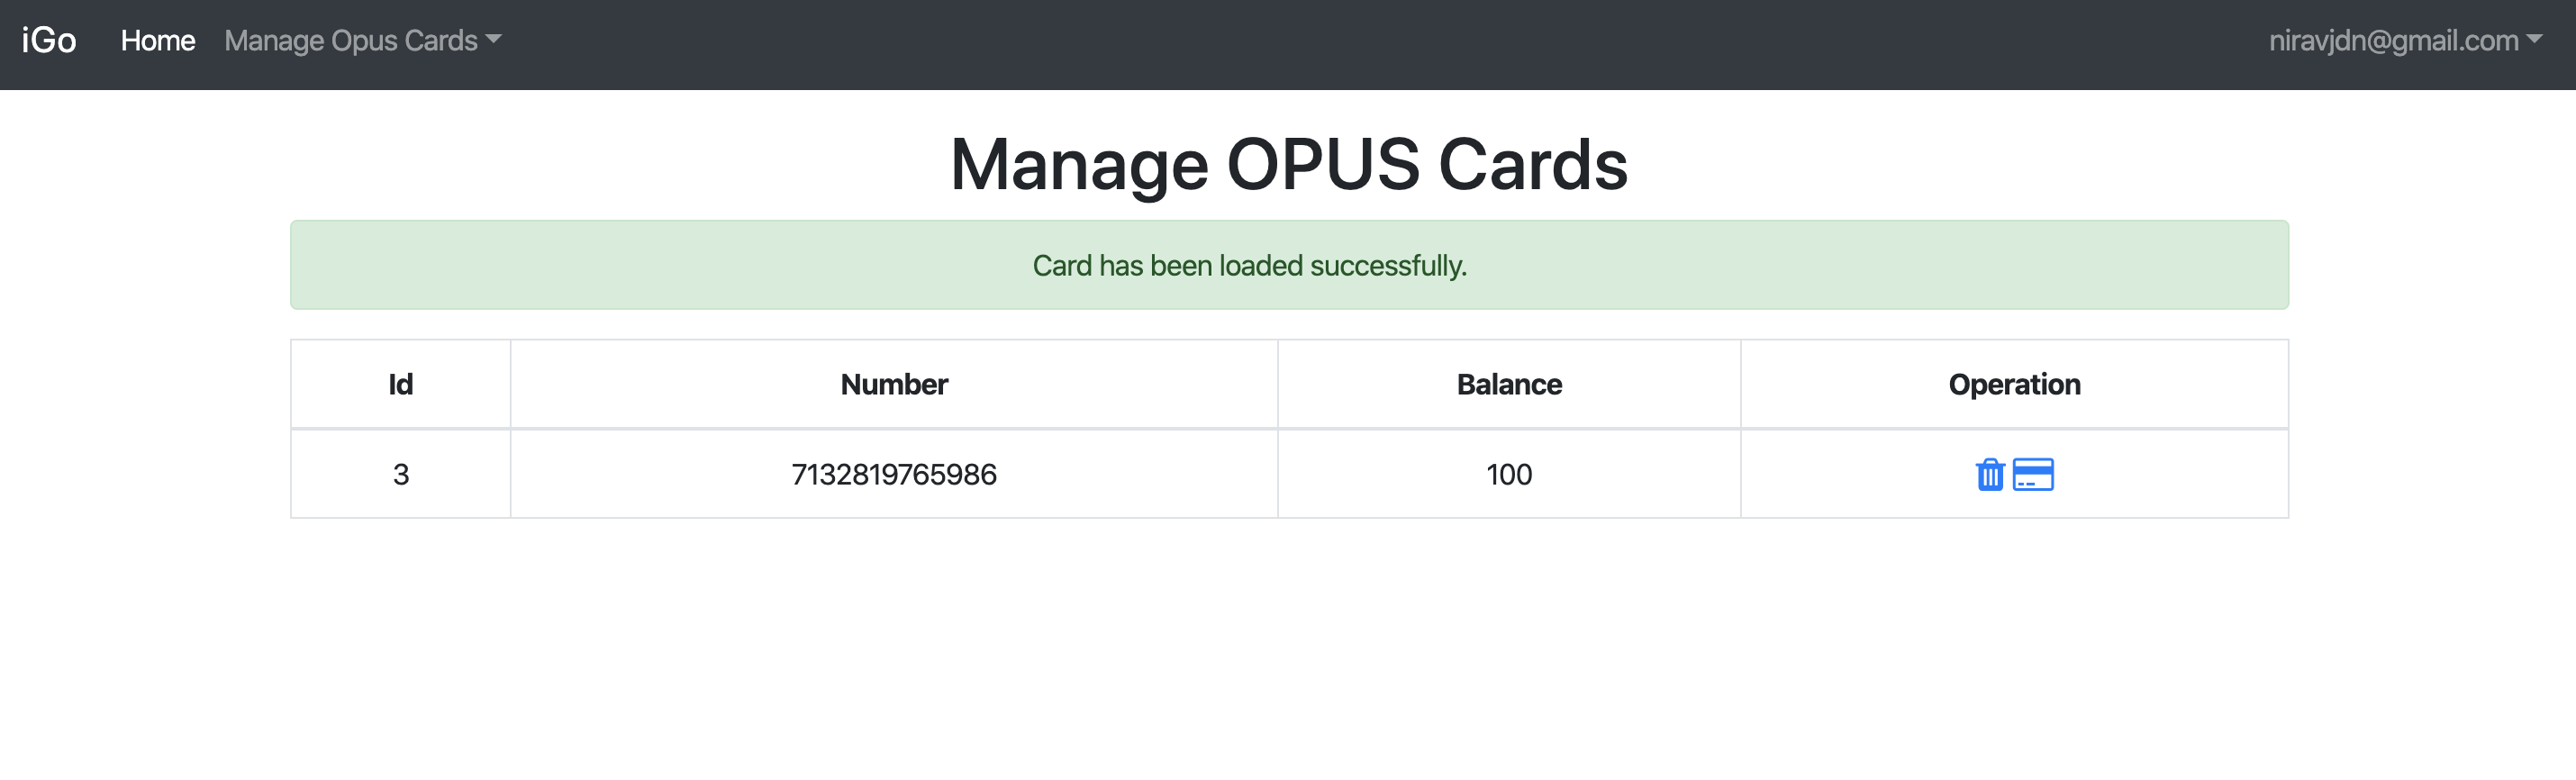 iGo Home Manage Opus Cards niravjdn@gmail.com
Manage OPUS Cards
Card has been loaded successfully.
Id Number Balance Operation
3 7132819765986 100